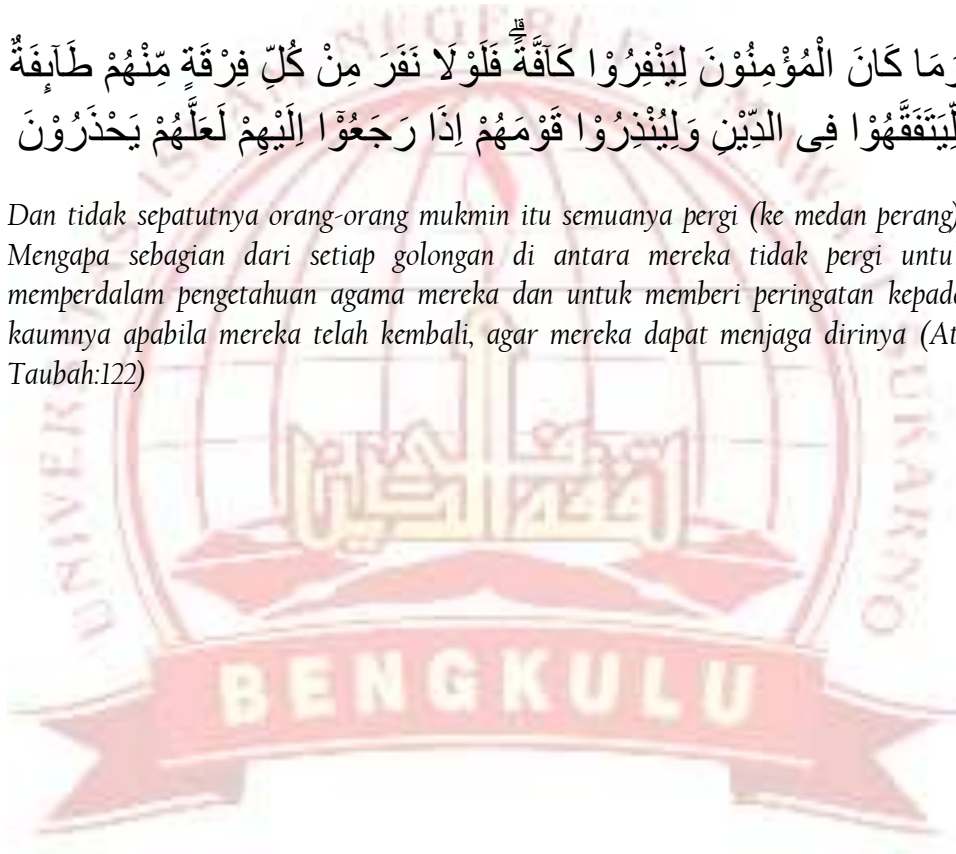 وَمَا كَانَ الْمُؤْمِنُوْنَ لِيَنْفِرُوْا كَاۤفَّةًۗ فَلَوْلَا نَفَرَ مِنْ كُلِّ فِرْقَةٍ مِّنْهُمْ طَاۤىِٕفَةٌ
لِّيَتَفَقَّهُوْا فِى الدِّيْنِ وَلِيُنْذِرُوْا قَوْمَهُمْ اِذَا رَجَعُوْٓا اِلَيْهِمْ لَعَلَّهُمْ يَحْذَرُوْنَ
Dan tidak sepatutnya orang-orang mukmin itu semuanya pergi (ke medan perang)
Mengapa sebagian dari setiap golongan di antara mereka tidak pergi untu
memperdalam pengetahuan agama mereka dan untuk memberi peringatan kepada
kaumnya apabila mereka telah kembali, agar mereka dapat menjaga dirinya (At
Taubah:122)
BENGKULU